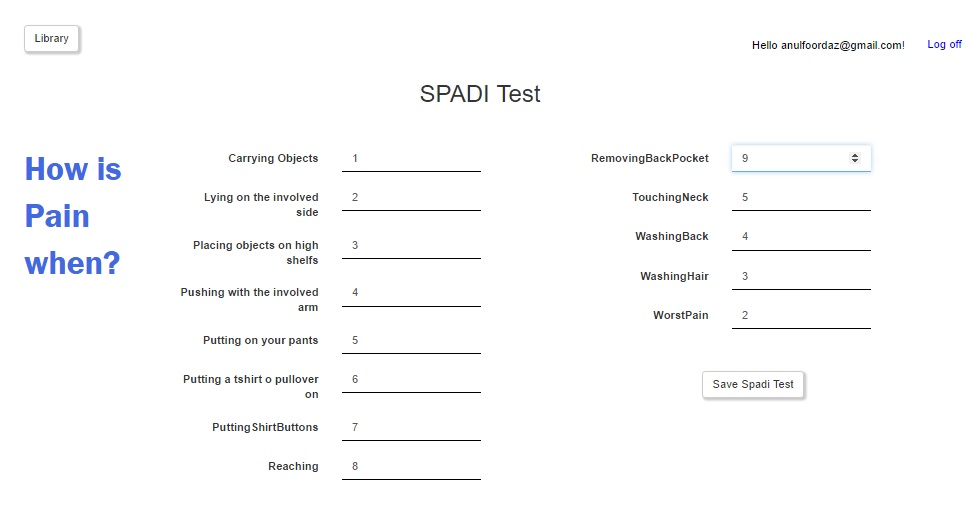 Library
Hello anulfoordaz@gmail.com!
Log off
SPADI Test
How is
Pain
when?
Carrying Objects 1
Lying on the involved
side 2
Placing objects on high
shelfs 3
Pushing with the involved
arm 4
Putting on your pants 5
Putting a tshirt o pullover
on 6
PuttingShirtButtons 7
Reaching 8
RemovingBackPocket 9
TouchingNeck 5
WashingBack 4
WashingHair 3
WorstPain 2
Save Spadi Test